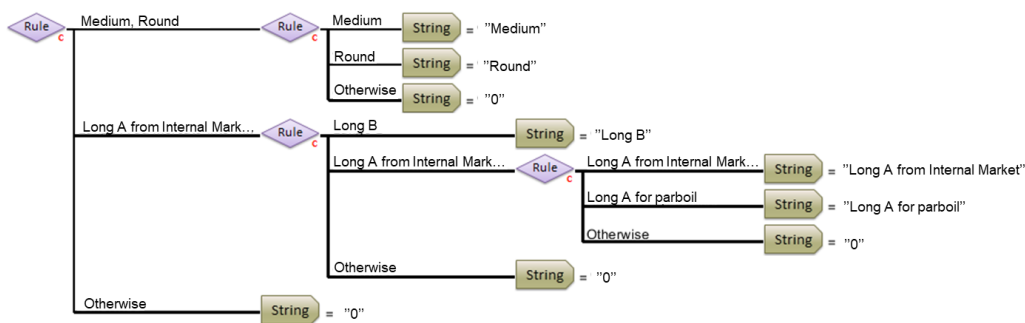 Rule c Medium, Round Rule c Medium String = "Medium"
Round String = "Round"
Otherwise String = "0"
Long A from Internal Mark... Rule c Long B String = "Long B"
Long A from Internal Mark... Rule c Long A from Internal Mark... String = "Long A from Internal Market"
Long A for parboil String = "Long A for parboil"
Otherwise String = "0"
Otherwise String = "0"
Otherwise String = "0"